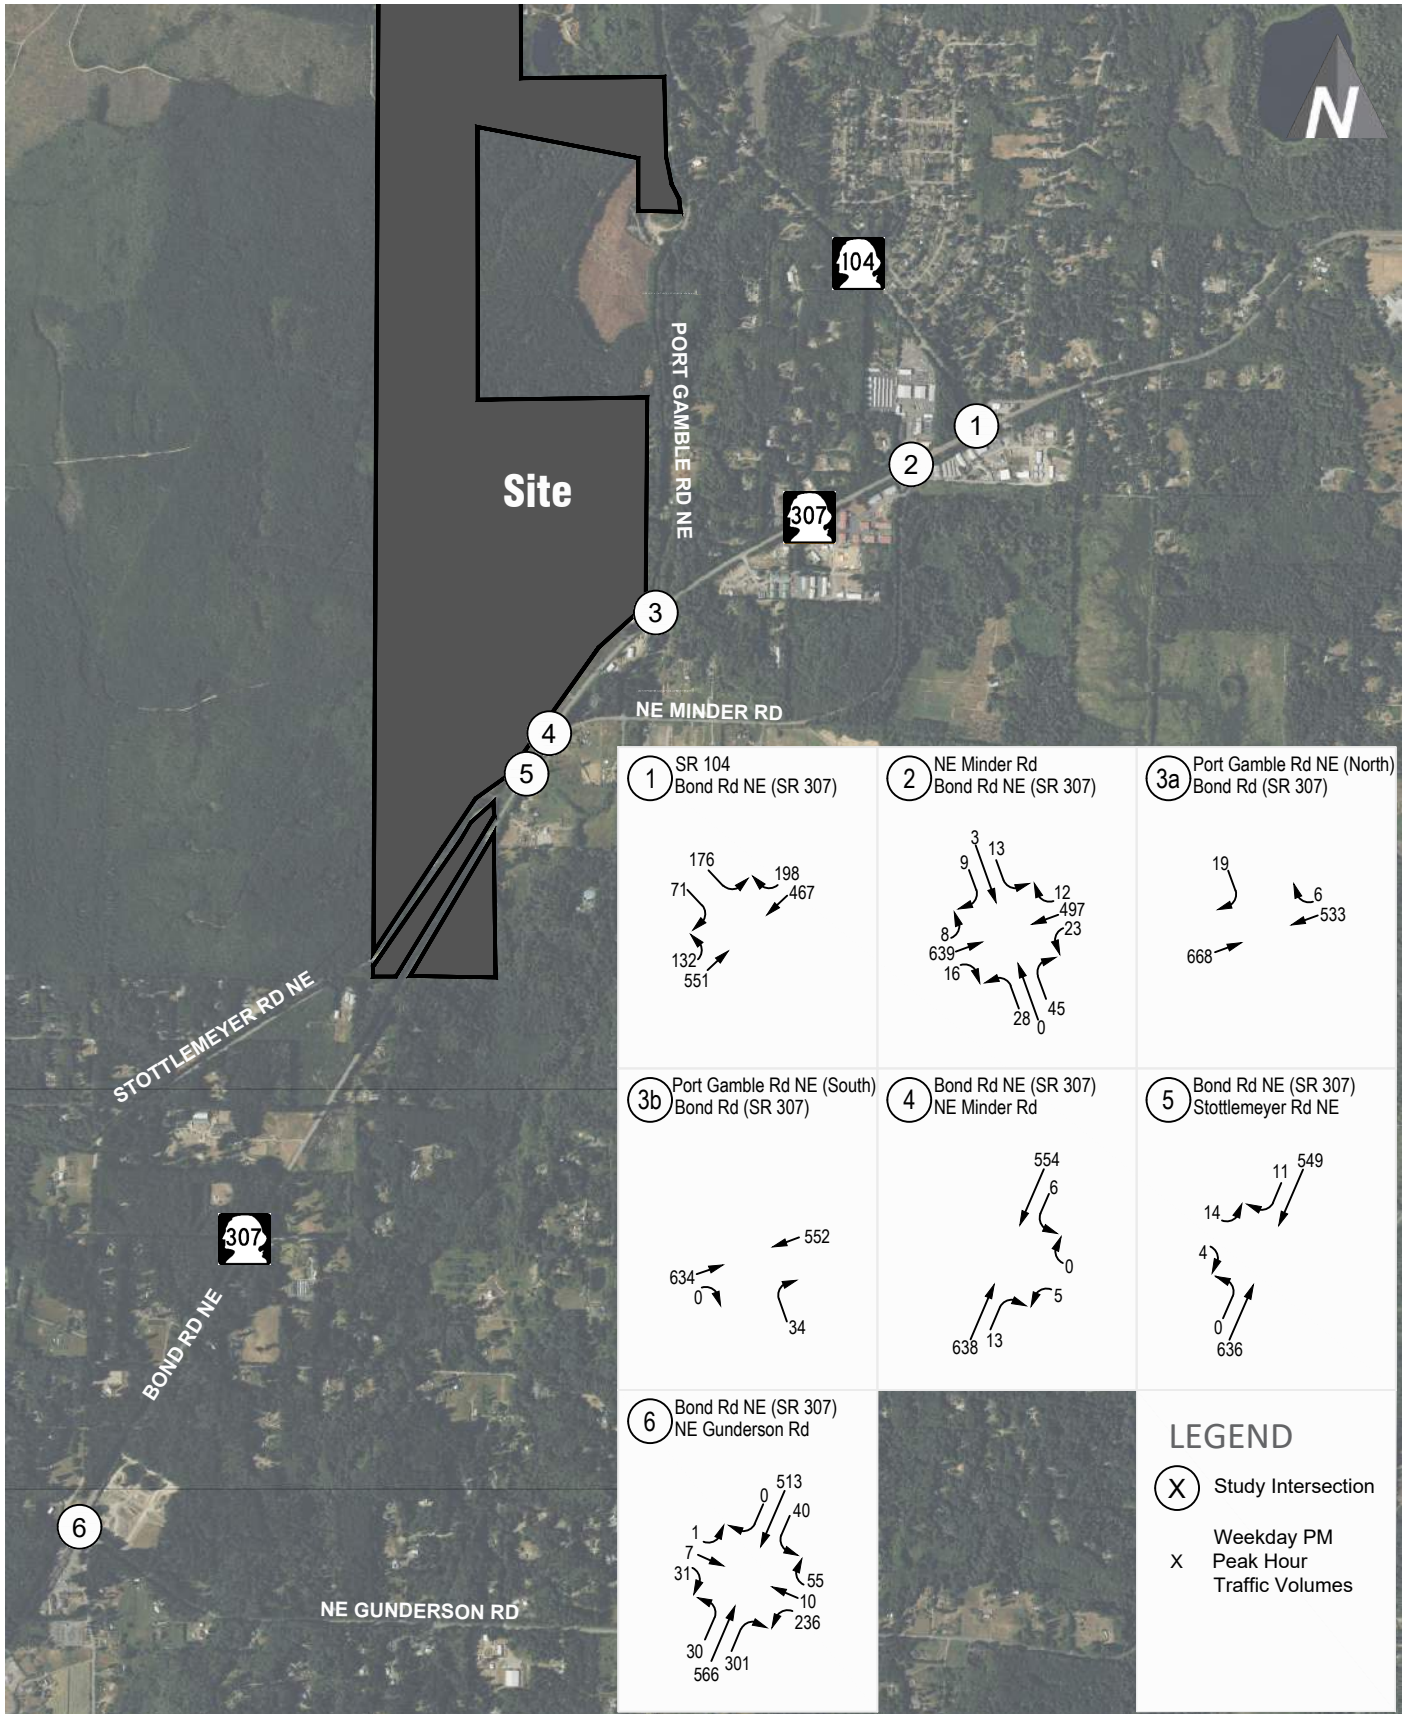 N
104
PORT GAMBLE RD NE
1
2
Site
307
3
NE MINDER RD
4
5
STOTTLEMEYER RD NE
307
BOND RD NE
6
NE GUNDERSON RD
1
SR 104
Bond Rd NE (SR 307)
176
198
71
467
132
551
2
NE Minder Rd
Bond Rd NE (SR 307)
3
13
9
12
497
8
23
639
16
45
28
0
3a
Port Gamble Rd NE (North)
Bond Rd (SR 307)
19
6
533
668
3b
Port Gamble Rd NE (South)
Bond Rd (SR 307)
552
634
0
34
4
Bond Rd NE (SR 307)
NE Minder Rd
554
6
0
5
638
13
5
Bond Rd NE (SR 307)
Stottlemeyer Rd NE
11
549
14
4
0
636
6
Bond Rd NE (SR 307)
NE Gunderson Rd
513
0
40
1
7
31
55
10
236
30
301
566
LEGEND
X Study Intersection
Weekday PM
X Peak Hour
Traffic Volumes